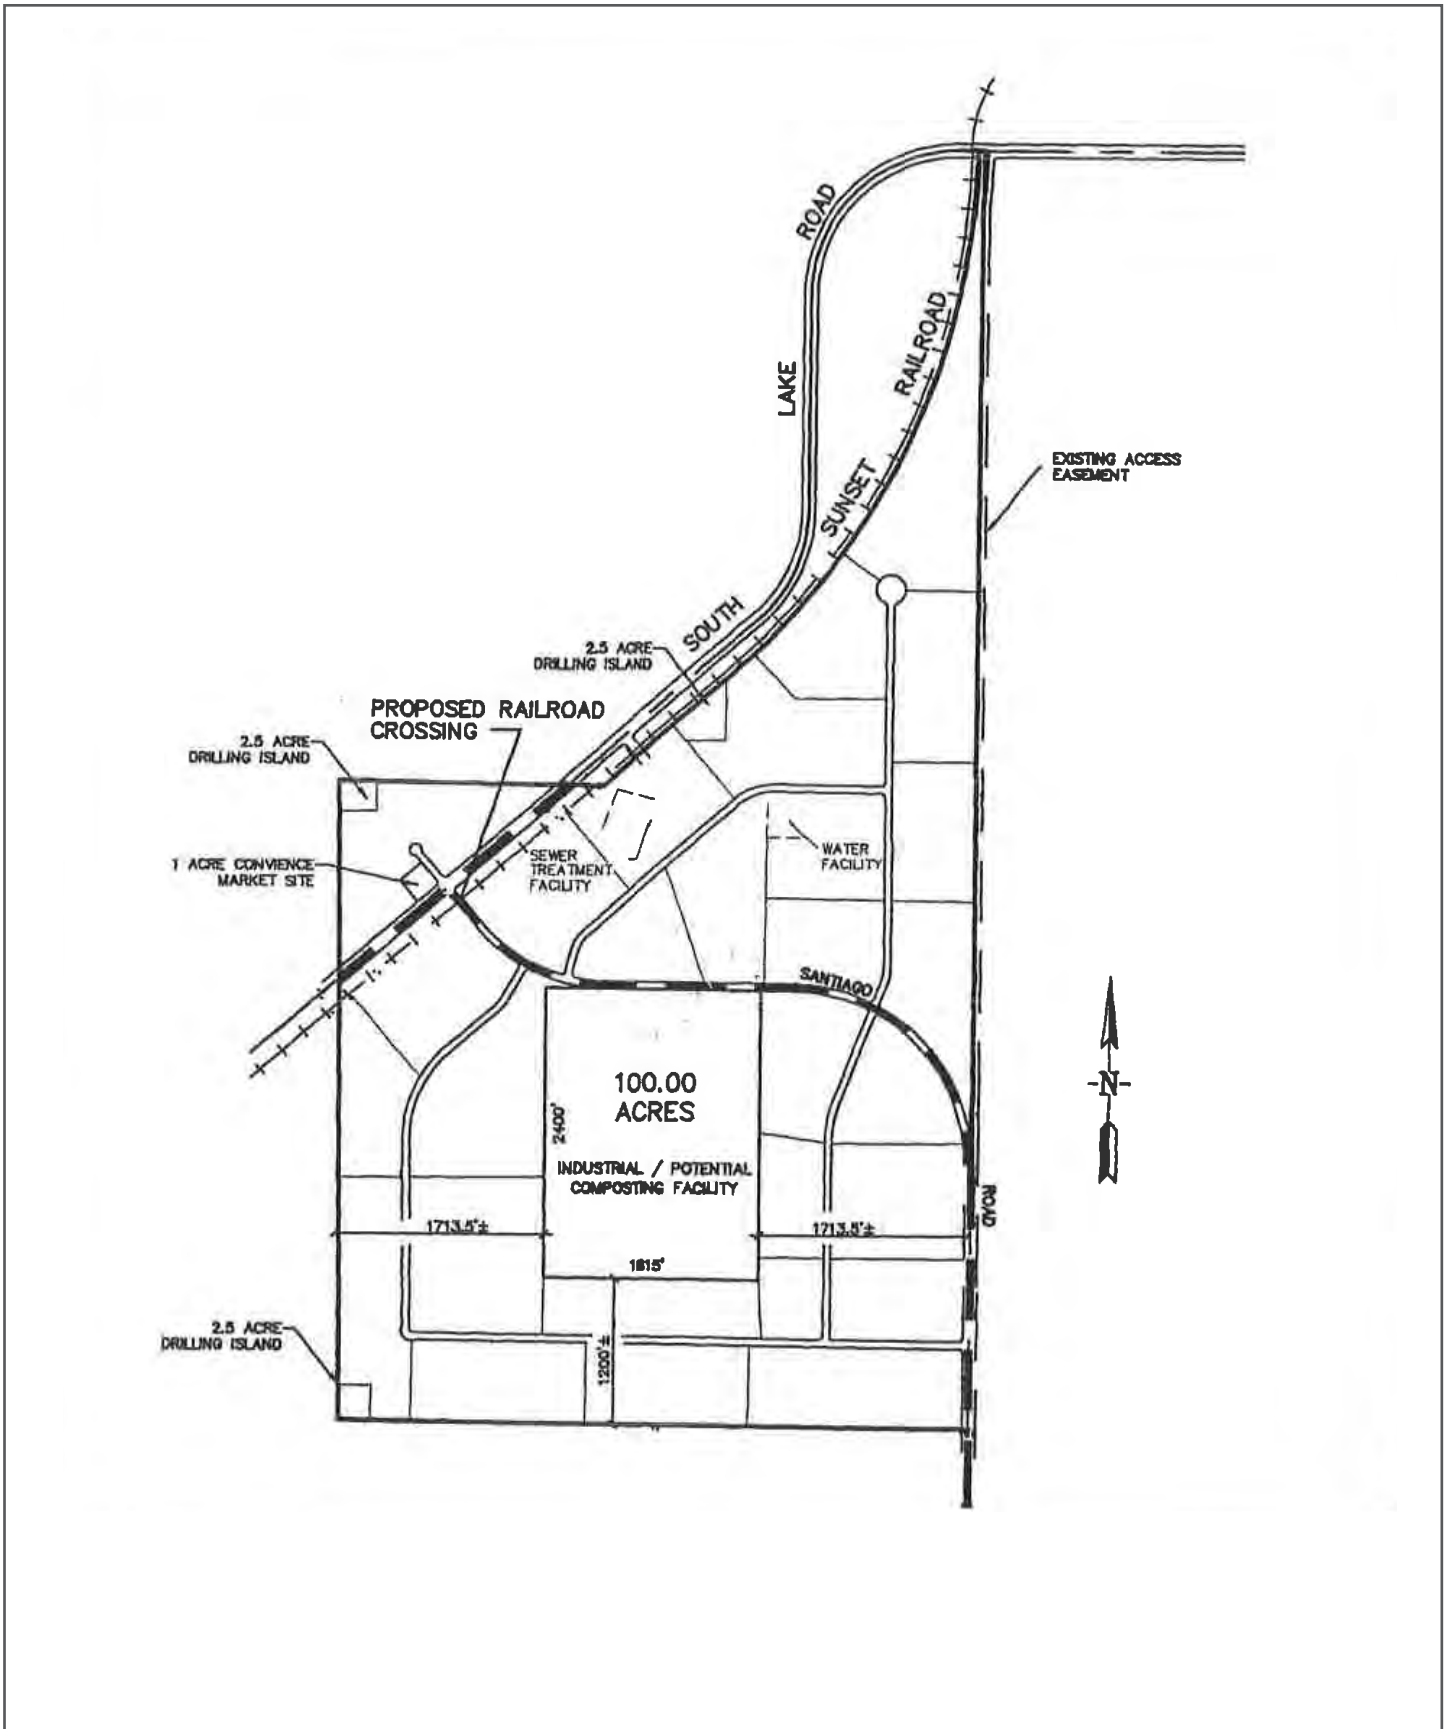 ROAD
LAKE
RAILROAD
SUNSET
SOUTH
EXISTING ACCESS
EASEMENT
2.5 ACRE
DRILLING ISLAND
PROPOSED RAILROAD
CROSSING
2.5 ACRE
DRILLING ISLAND
1 ACRE CONVIENCE
MARKET SITE
SEWER
TREATMENT
FACILITY
WATER
FACILITY
SANTIAGO
ROAD
100.00
ACRES
2400'
INDUSTRIAL / POTENTIAL
COMPOSTING FACILITY
1713.5'±
1713.5'±
1815'
1200'±
2.5 ACRE
DRILLING ISLAND
-N-